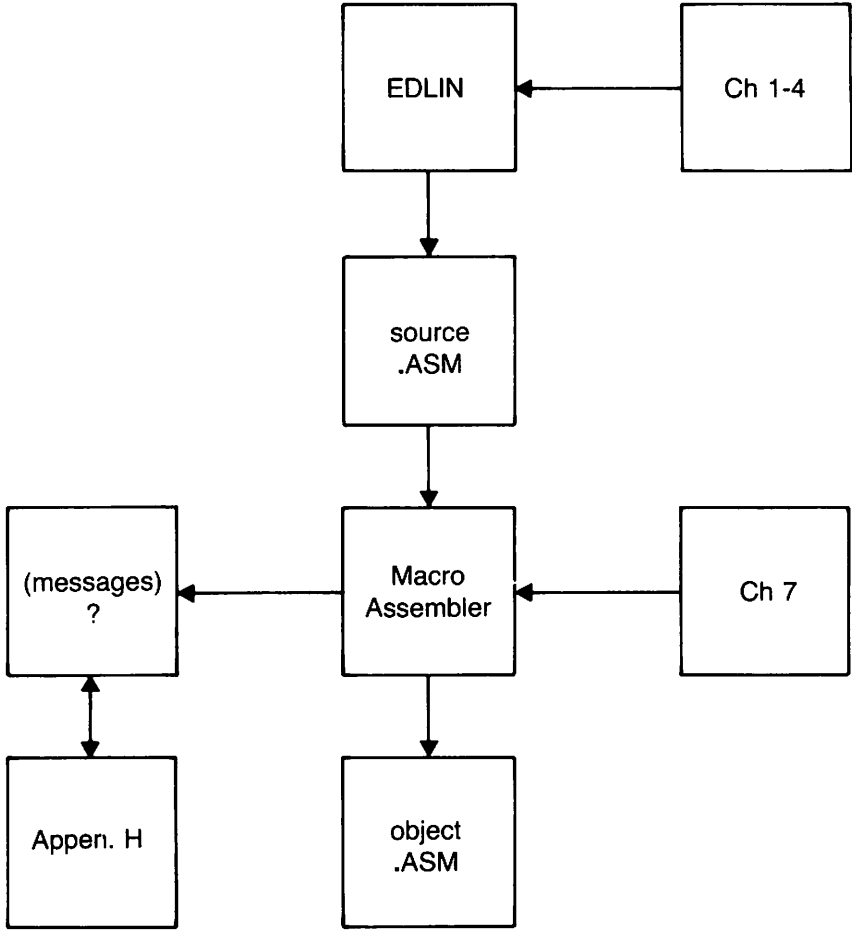 EDLIN
Ch 1-4
source
.ASM
(messages)
?
Macro
Assembler
Ch 7
Appen. H
object
.ASM